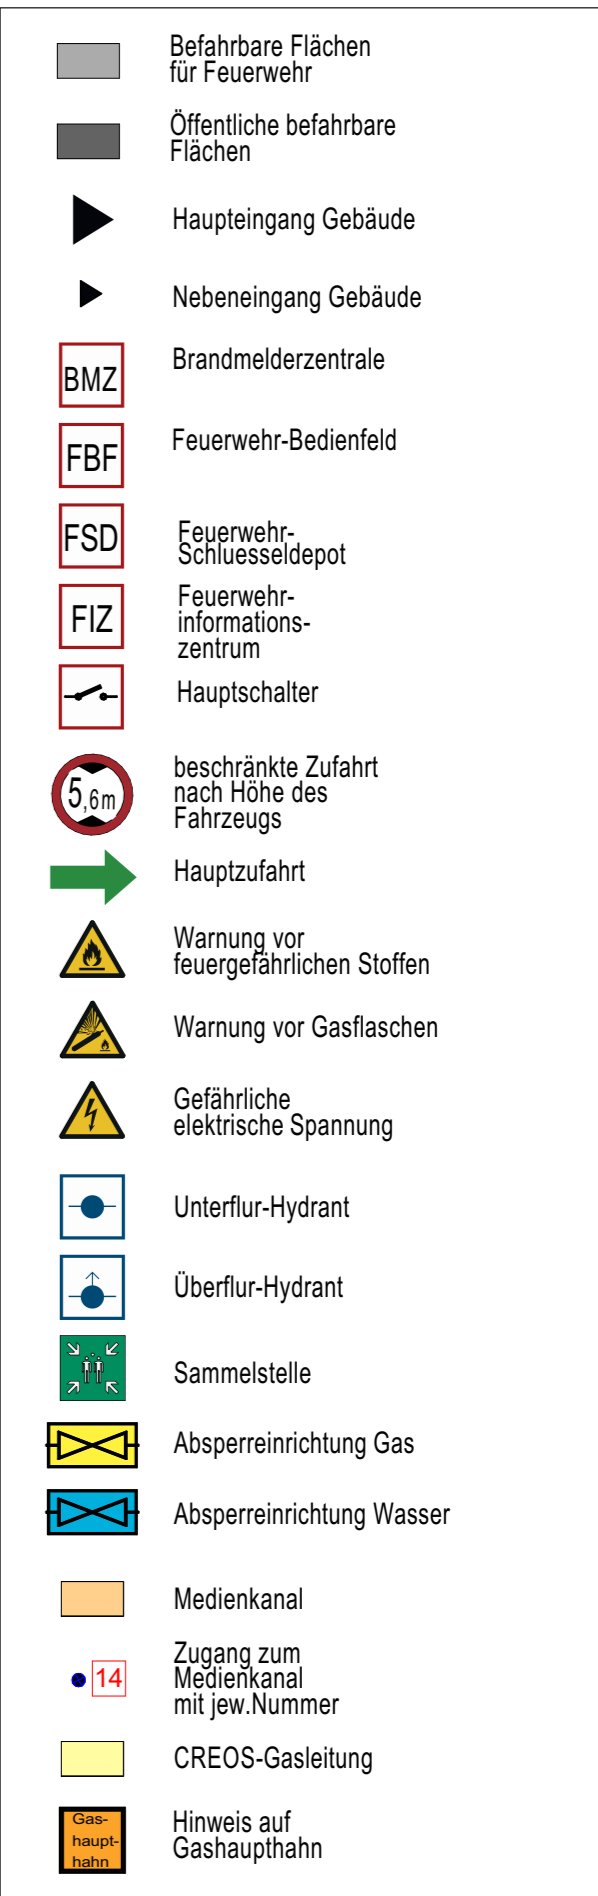 Befahrbare Flächen
für Feuerwehr
Öffentliche befahrbare
Flächen
Haupteingang Gebäude
Nebeneingang Gebäude
BMZ
Brandmelderzentrale
FBF
Feuerwehr-Bedienfeld
FSD
Feuerwehr-
Schluesseldepot
FIZ
Feuerwehr-
informations-
zentrum
Hauptschalter
5,6m
beschränkte Zufahrt
nach Höhe des
Fahrzeugs
Hauptzufahrt
Warnung vor
feuergefährlichen Stoffen
Warnung vor Gasflaschen
Gefährliche
elektrische Spannung
Unterflur-Hydrant
Überflur-Hydrant
Sammelstelle
Absperreinrichtung Gas
Absperreinrichtung Wasser
Medienkanal
14
Zugang zum
Medienkanal
mit jew.Nummer
CREOS-Gasleitung
Gas-
haupt-
hahn
Hinweis auf
Gashaupthahn